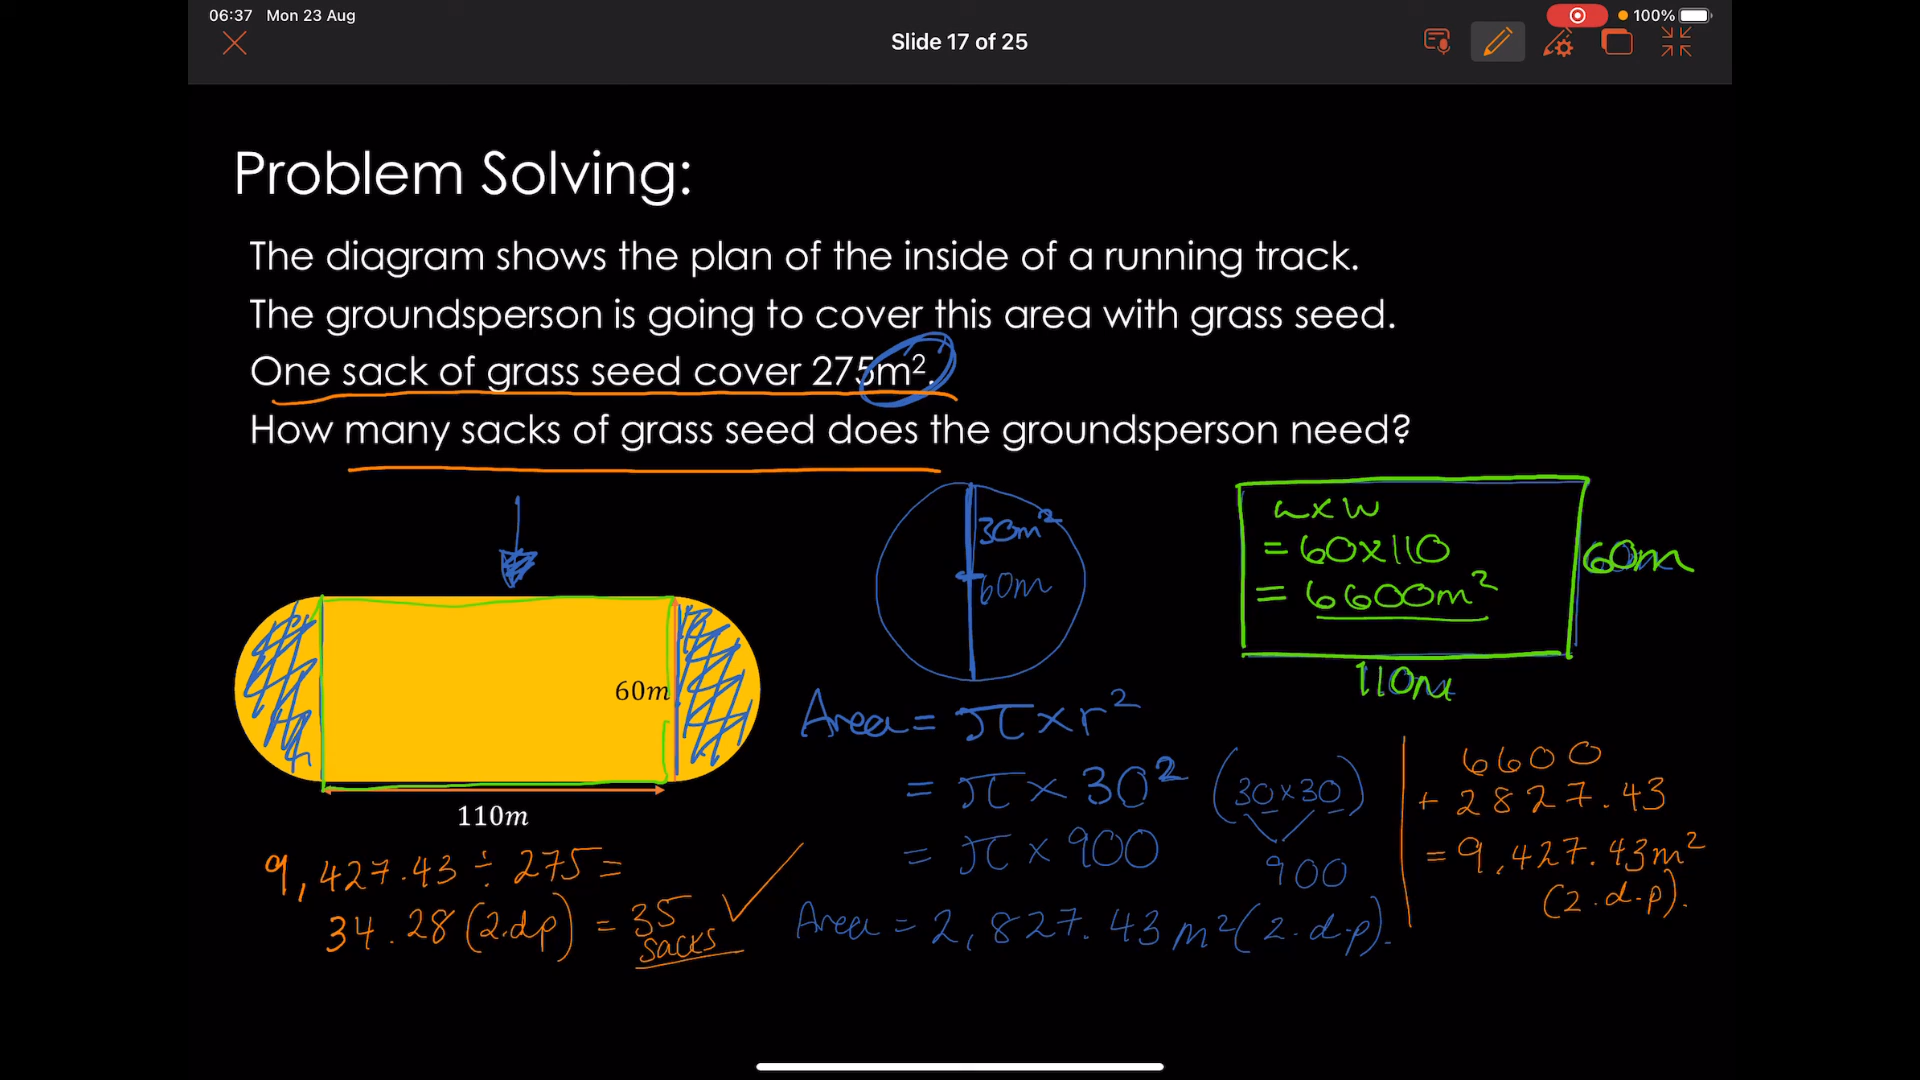 06:37 Mon 23 Aug
100%
Slide 17 of 25
Problem Solving:
The diagram shows the plan of the inside of a running track.
The groundsperson is going to cover this area with grass seed.
One sack of grass seed cover 275m².
How many sacks of grass seed does the groundsperson need?
30m²
60m
L x W
= 60x110
= 6600m²
60m
110m
60m
110m
Area = π x r²
= π x 30² (30x30)
= π x 900
900
Area = 2,827.43 m² (2.d.p).
6600
+ 2827.43
= 9,427.43m²
(2.d.p).
9,427.43 ÷ 275 =
34.28 (2.dp) = 35
sacks